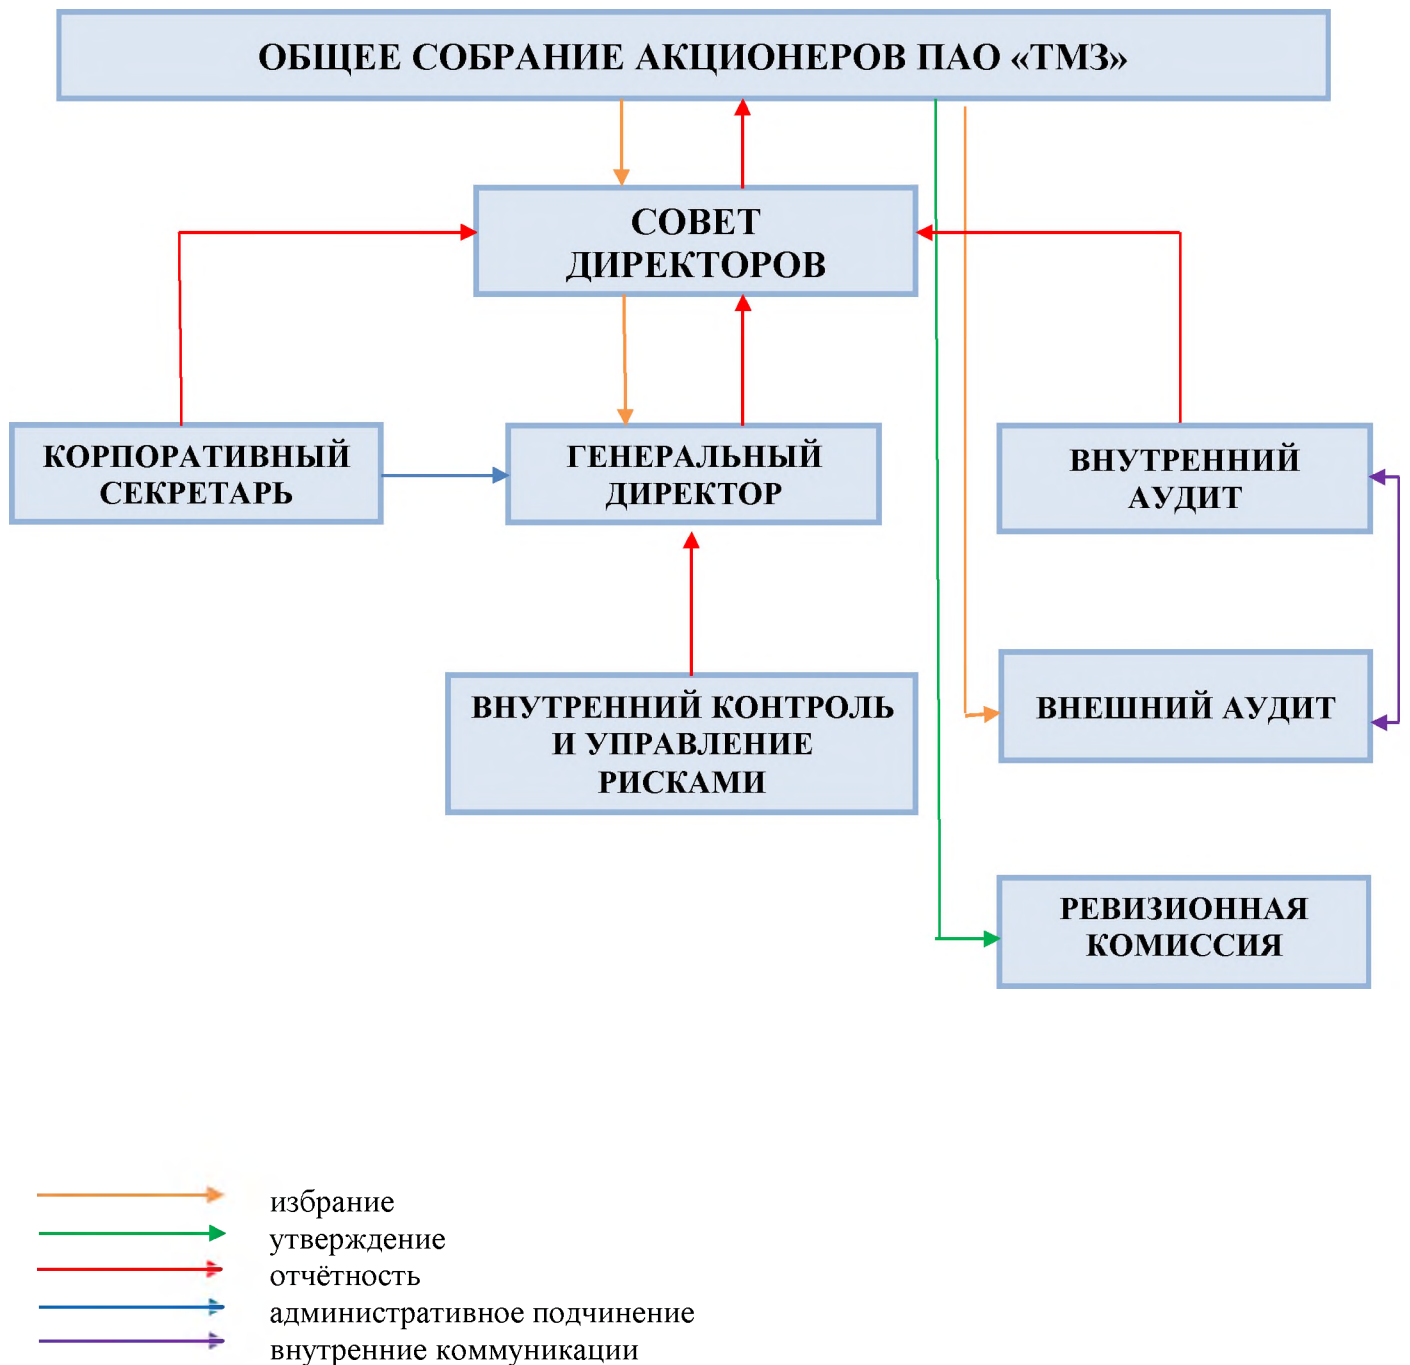 ОБЩЕЕ СОБРАНИЕ АКЦИОНЕРОВ ПАО «ТМЗ»
СОВЕТ
ДИРЕКТОРОВ
КОРПОРАТИВНЫЙ
СЕКРЕТАРЬ
ГЕНЕРАЛЬНЫЙ
ДИРЕКТОР
ВНУТРЕННИЙ
АУДИТ
ВНУТРЕННИЙ КОНТРОЛЬ
И УПРАВЛЕНИЕ
РИСКАМИ
ВНЕШНИЙ АУДИТ
РЕВИЗИОННАЯ
КОМИССИЯ
избрание
утверждение
отчётность
административное подчинение
внутренние коммуникации